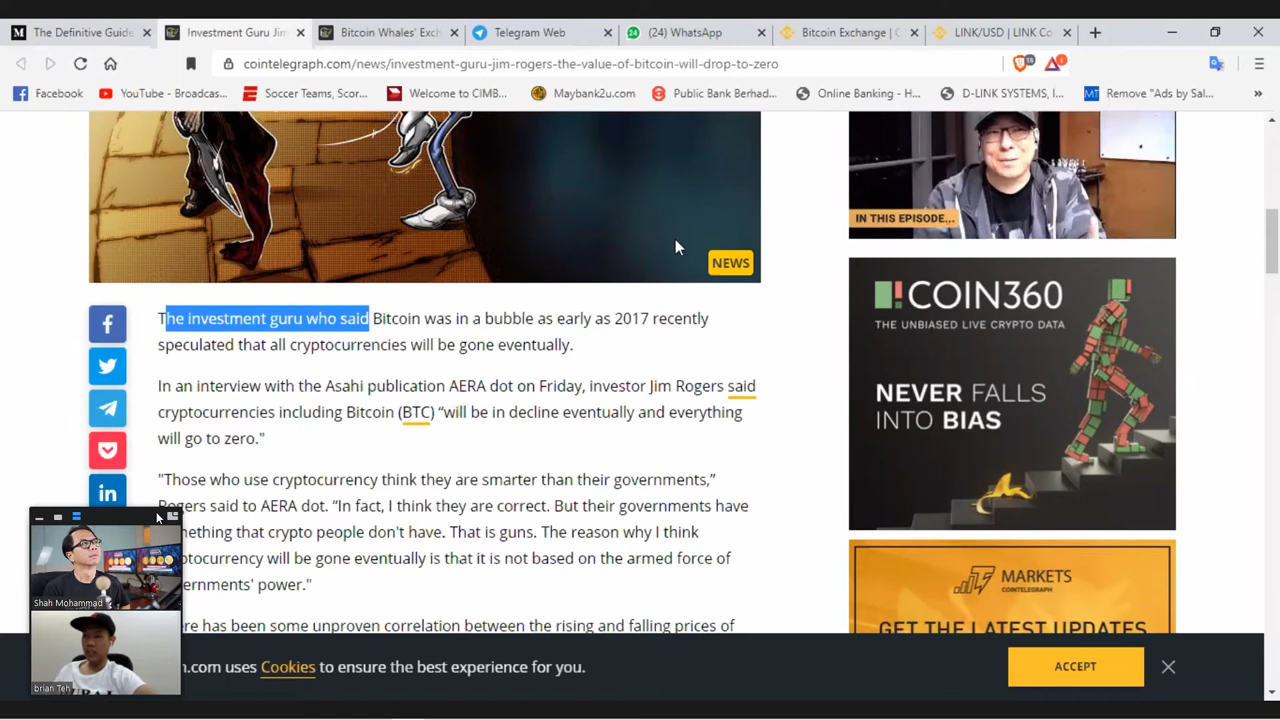 The Definitive Guide
Investment Guru Jim
Bitcoin Whales' Exch
Telegram Web
24
(24) WhatsApp
Bitcoin Exchange | C
LINK/USD | LINK Co
cointelegraph.com/news/investment-guru-jim-rogers-the-value-of-bitcoin-will-drop-to-zero
Facebook
YouTube - Broadcas...
Soccer Teams, Scor...
Welcome to CIMB...
Maybank2u.com
Public Bank Berhad...
Online Banking - H...
D-LINK SYSTEMS, I...
MT
Remove "Ads by Sal...
NEWS
The investment guru who said Bitcoin was in a bubble as early as 2017 recently
speculated that all cryptocurrencies will be gone eventually.
In an interview with the Asahi publication AERA dot on Friday, investor Jim Rogers said
cryptocurrencies including Bitcoin (BTC) “will be in decline eventually and everything
will go to zero."
"Those who use cryptocurrency think they are smarter than their governments,”
Rogers said to AERA dot. “In fact, I think they are correct. But their governments have
mething that crypto people don't have. That is guns. The reason why I think
ptocurrency will be gone eventually is that it is not based on the armed force of
ernments' power."
ere has been some unproven correlation between the rising and falling prices of
IN THIS EPISODE...
COIN360
THE UNBIASED LIVE CRYPTO DATA
NEVER FALLS
INTO BIAS
MARKETS
COINTELEGRAPH
GET THE LATEST UPDATES
Shah Mohammad
brian Teh
n.com uses Cookies to ensure the best experience for you.
ACCEPT